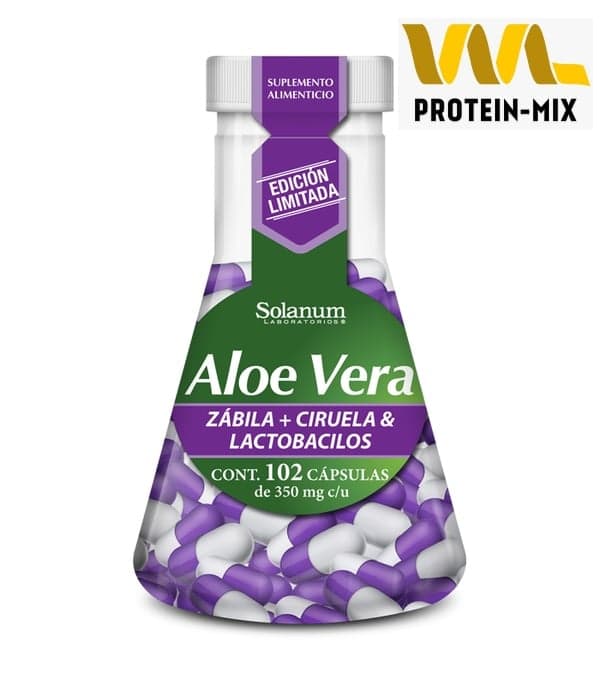 PROTEIN-MIX
SUPLEMENTO
ALIMENTICIO
EDICIÓN
LIMITADA
Solanum
LABORATORIOS®
Aloe Vera
ZÁBILA + CIRUELA &
LACTOBACILOS
CONT. 102 CÁPSULAS
de 350 mg c/u